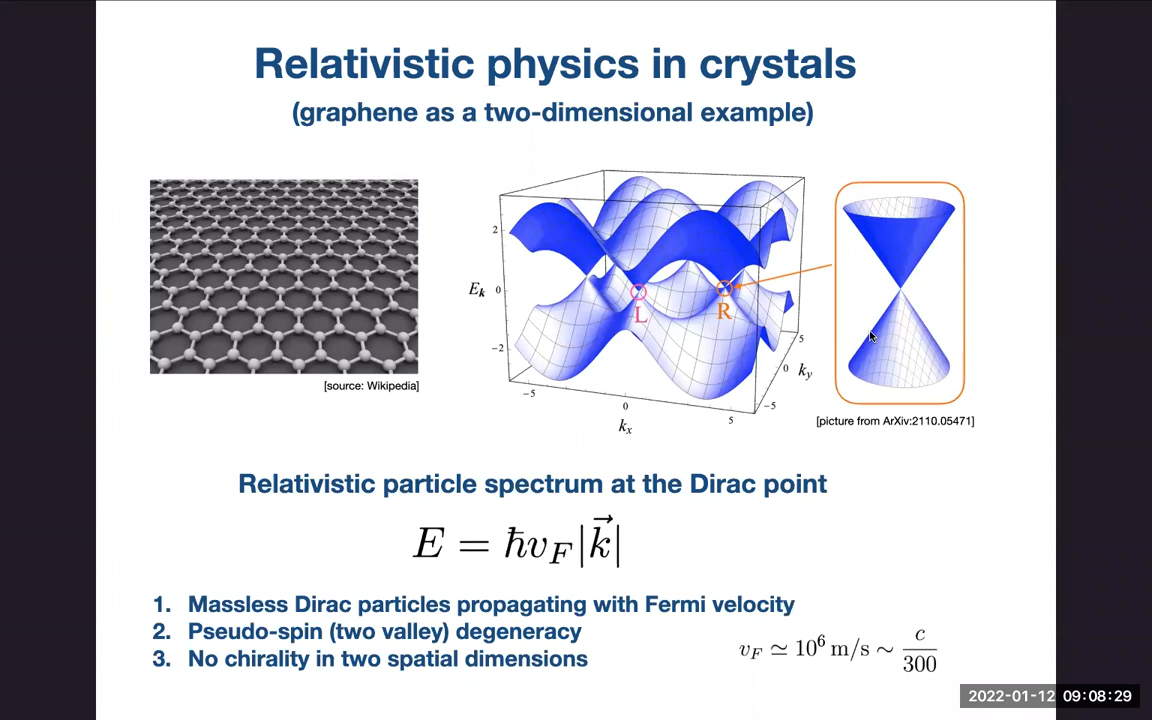 Relativistic physics in crystals
(graphene as a two-dimensional example)
2
E_k 0
−2
−5
0
5
k_x
−5
0
5
k_y
L
R
[source: Wikipedia]
[picture from ArXiv:2110.05471]
Relativistic particle spectrum at the Dirac point
E = ℏv_F|k⃗|
1. Massless Dirac particles propagating with Fermi velocity
2. Pseudo-spin (two valley) degeneracy
3. No chirality in two spatial dimensions
v_F ≃ 10⁶ m/s ∼ c/300
2022-01-12 09:08:29